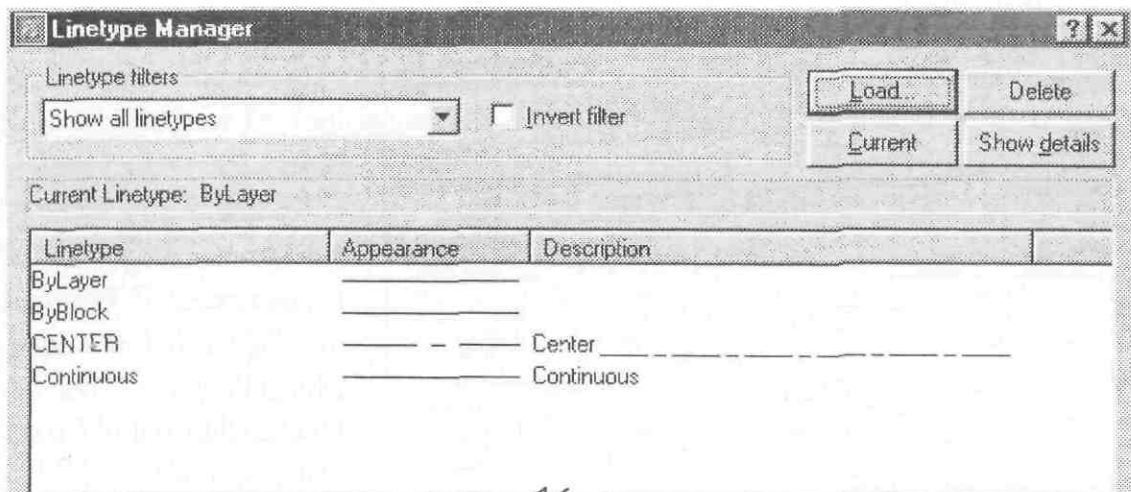 Linetype Manager
Linetype filters
Load...
Delete
Show all linetypes
Invert filter
Current
Show details
Current Linetype: ByLayer
Linetype Appearance Description
ByLayer
ByBlock
CENTER Center
Continuous Continuous